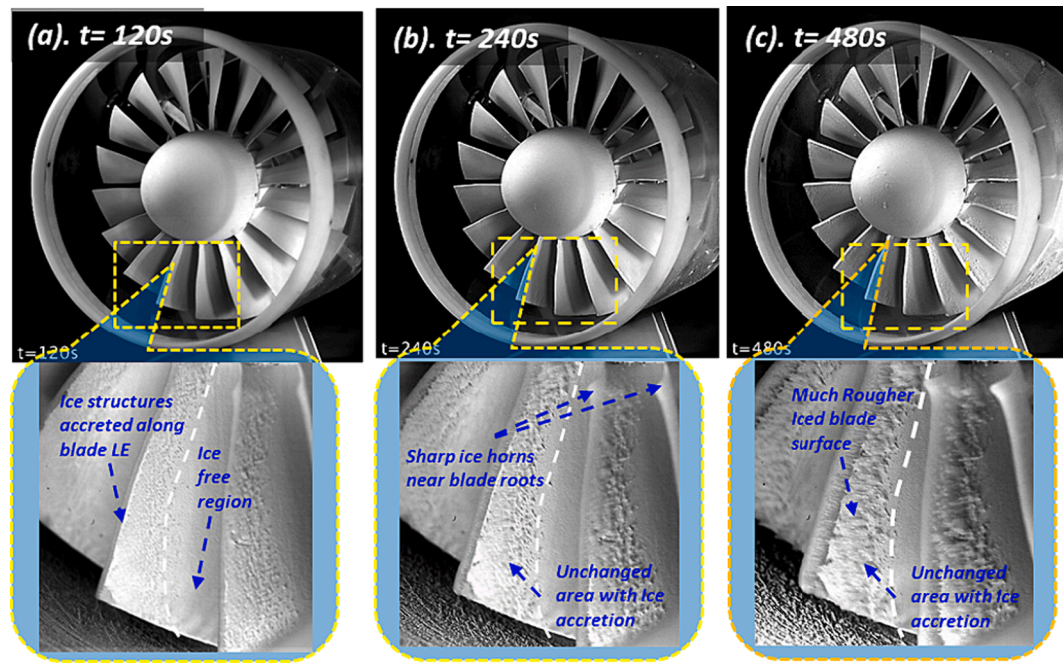 (a). t= 120s
(b). t= 240s
(c). t= 480s
t=120s
t=240s
t=480s
Ice structures
accreted along
blade LE
Ice
free
region
Sharp ice horns
near blade roots
Unchanged
area with Ice
accretion
Much Rougher
Iced blade
surface
Unchanged
area with Ice
accretion